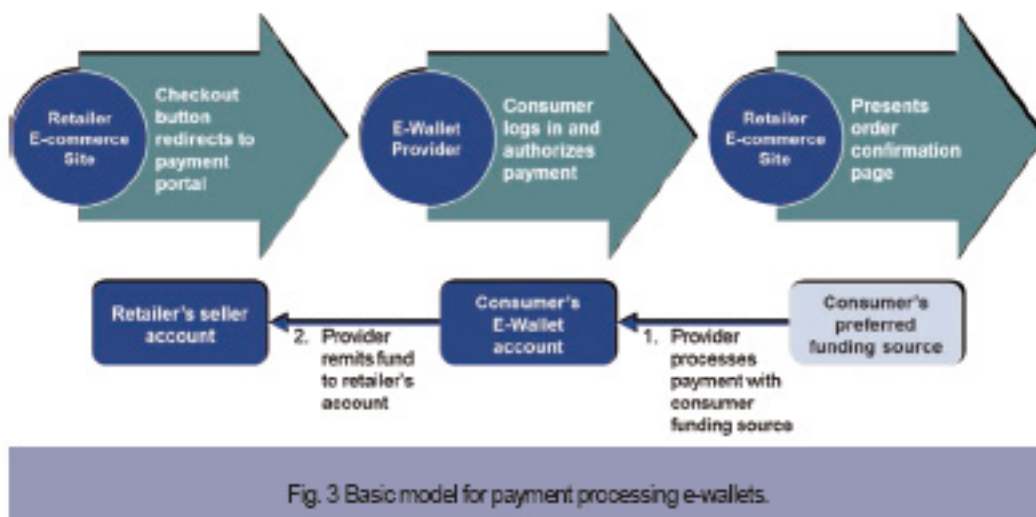 Retailer
E-commerce
Site
Checkout
button
redirects to
payment
portal
E-Wallet
Provider
Consumer
logs in and
authorizes
payment
Retailer
E-commerce
Site
Presents
order
confirmation
page
Retailer's seller
account
2. Provider
remits fund
to retailer's
account
Consumer's
E-Wallet
account
1. Provider
processes
payment with
consumer
funding source
Consumer's
preferred
funding source
Fig. 3 Basic model for payment processing e-wallets.